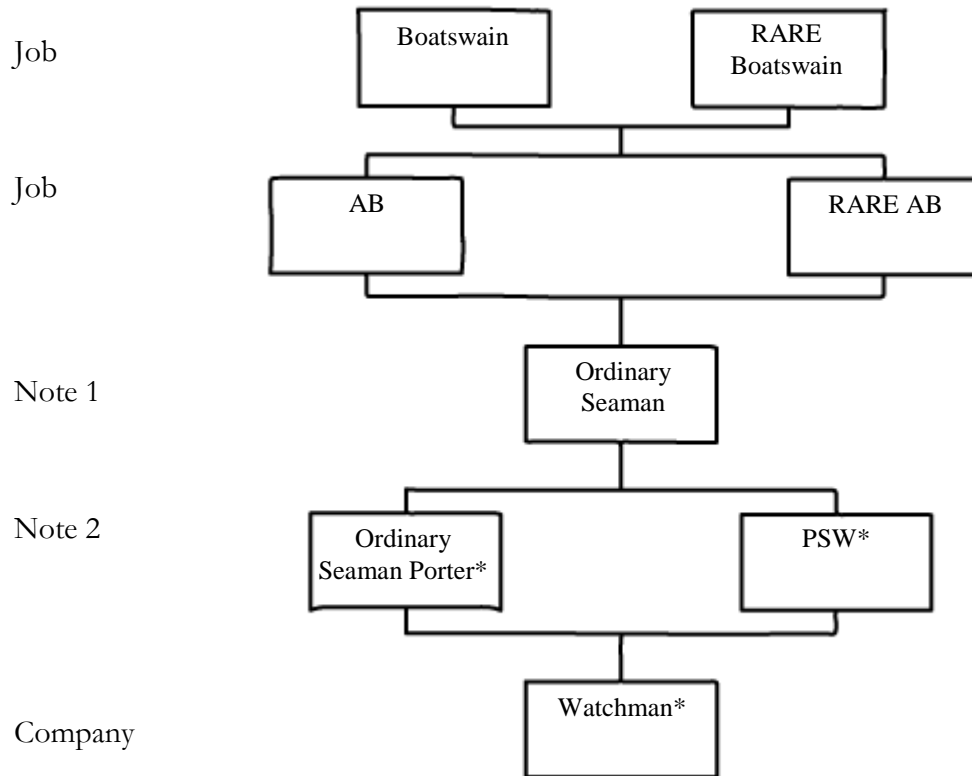 Job
Boatswain
RARE
Boatswain
Job
AB
RARE AB
Note 1
Ordinary
Seaman
Note 2
Ordinary
Seaman Porter*
PSW*
Company
Watchman*